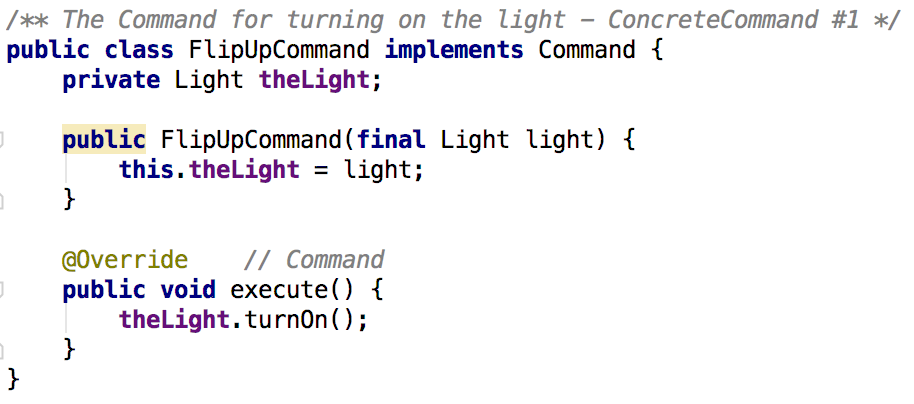 /** The Command for turning on the light – ConcreteCommand #1 */
public class FlipUpCommand implements Command {
    private Light theLight;

    public FlipUpCommand(final Light light) {
        this.theLight = light;
    }

    @Override    // Command
    public void execute() {
        theLight.turnOn();
    }
}